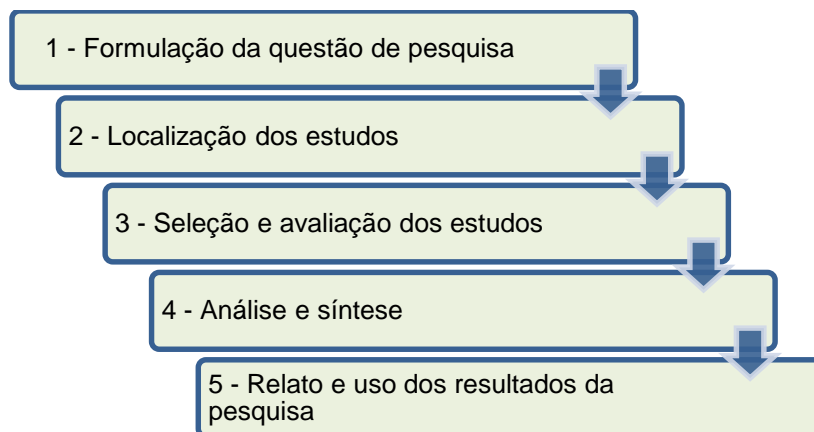 1 - Formulação da questão de pesquisa
2 - Localização dos estudos
3 - Seleção e avaliação dos estudos
4 - Análise e síntese
5 - Relato e uso dos resultados da
pesquisa